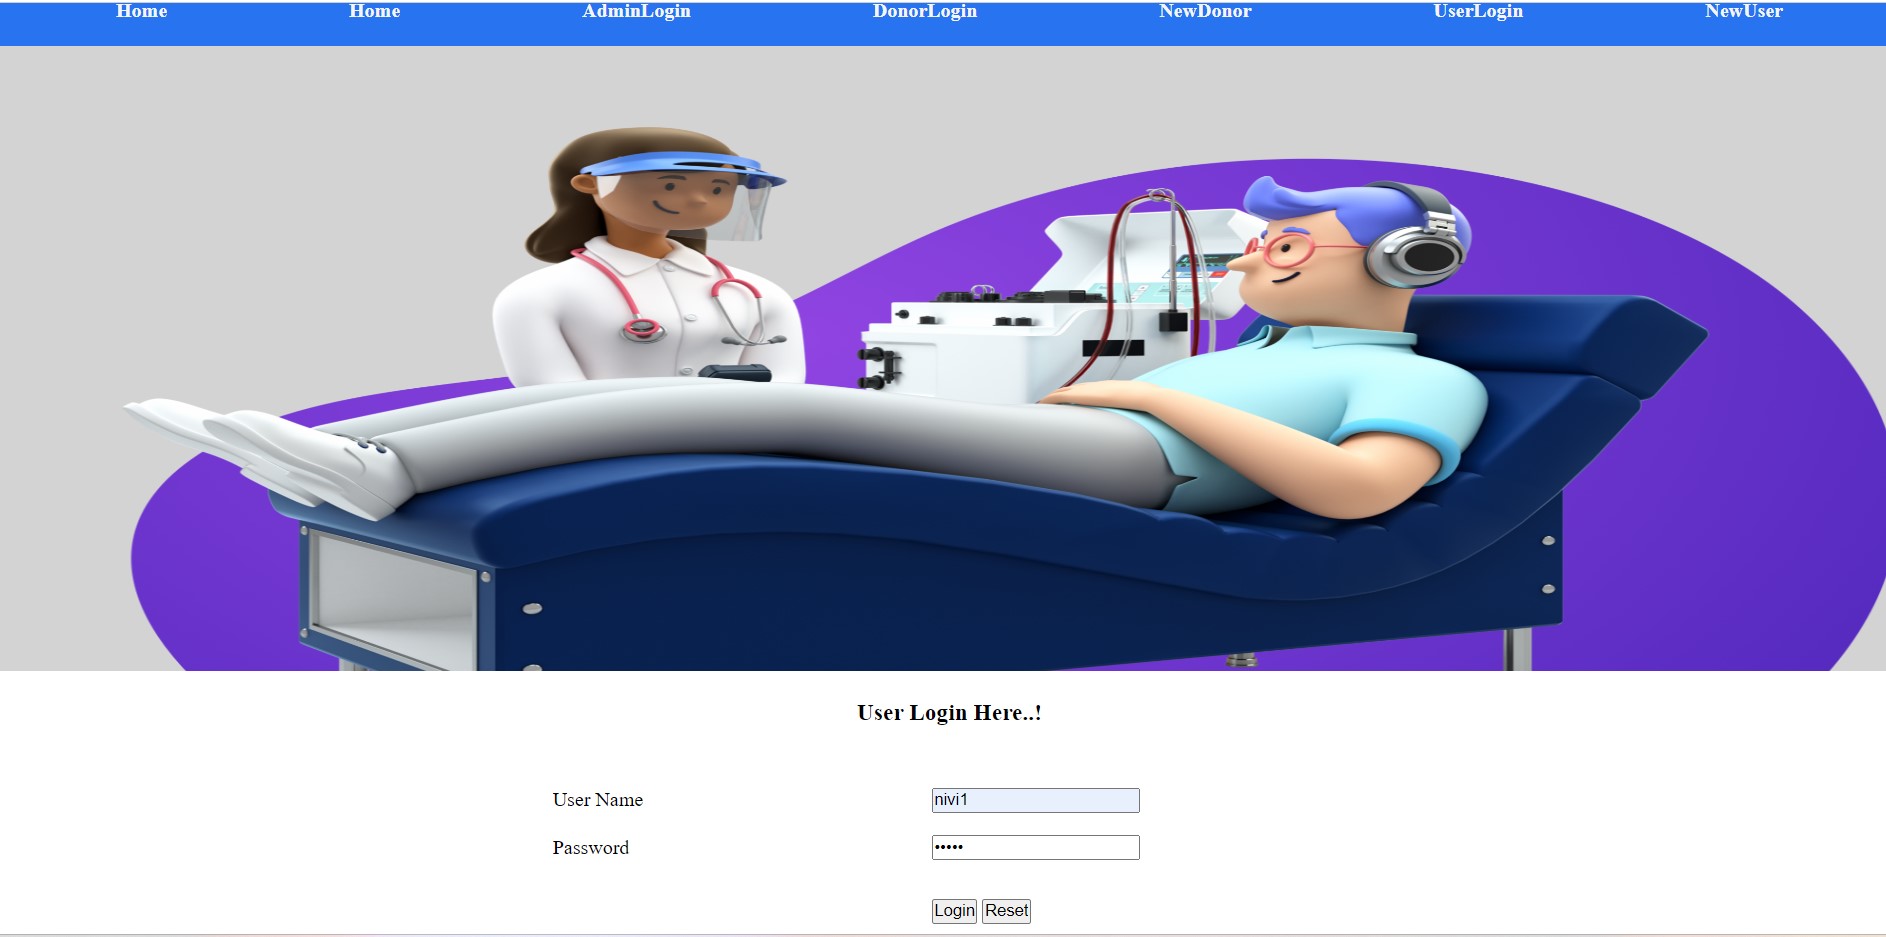 Home Home AdminLogin DonorLogin NewDonor UserLogin NewUser
User Login Here..!
User Name nivi1
Password •••••
Login Reset